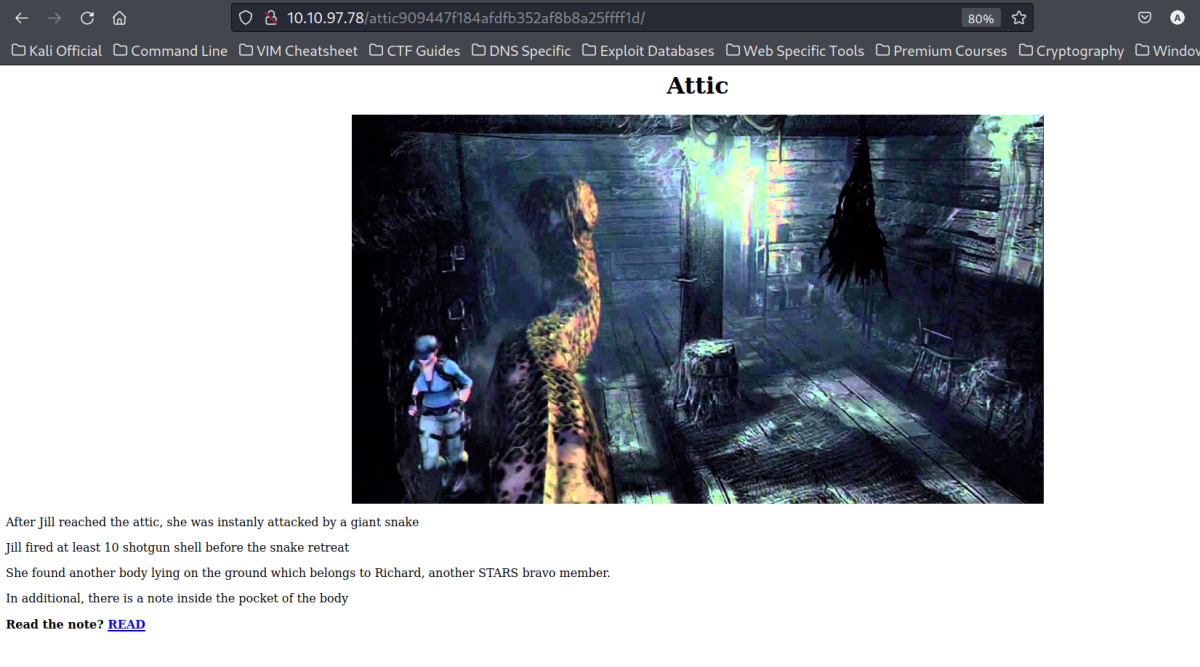 10.10.97.78/attic909447f184afdfb352af8b8a25ffff1d/
80%
A
Kali Official Command Line VIM Cheatsheet CTF Guides DNS Specific Exploit Databases Web Specific Tools Premium Courses Cryptography Window
Attic
After Jill reached the attic, she was instanly attacked by a giant snake
Jill fired at least 10 shotgun shell before the snake retreat
She found another body lying on the ground which belongs to Richard, another STARS bravo member.
In additional, there is a note inside the pocket of the body
Read the note? READ